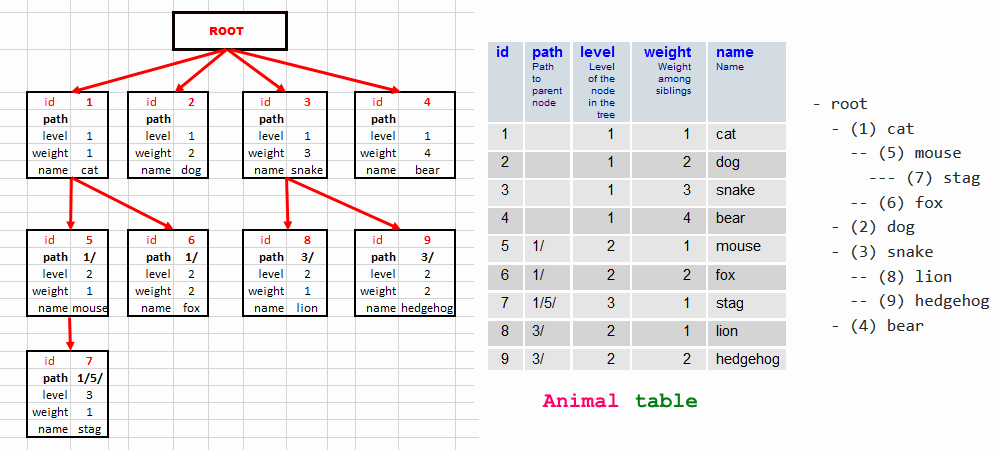 ROOT
id 1 id 2 id 3 id 4
path path path path
level 1 level 1 level 1 level 1
weight 1 weight 2 weight 3 weight 4
name cat name dog name snake name bear
id 5 id 6 id 8 id 9
path 1/ path 1/ path 3/ path 3/
level 2 level 2 level 2 level 2
weight 1 weight 2 weight 1 weight 2
name mouse name fox name lion name hedgehog
id 7
path 1/5/
level 3
weight 1
name stag
id path level weight name
Path Level Weight Name
to of the among
parent node siblings
node in the
tree
1 1 1 cat
2 1 2 dog
3 1 3 snake
4 1 4 bear
5 1/ 2 1 mouse
6 1/ 2 2 fox
7 1/5/ 3 1 stag
8 3/ 2 1 lion
9 3/ 2 2 hedgehog
Animal table
- root
- (1) cat
-- (5) mouse
--- (7) stag
-- (6) fox
- (2) dog
- (3) snake
-- (8) lion
-- (9) hedgehog
- (4) bear